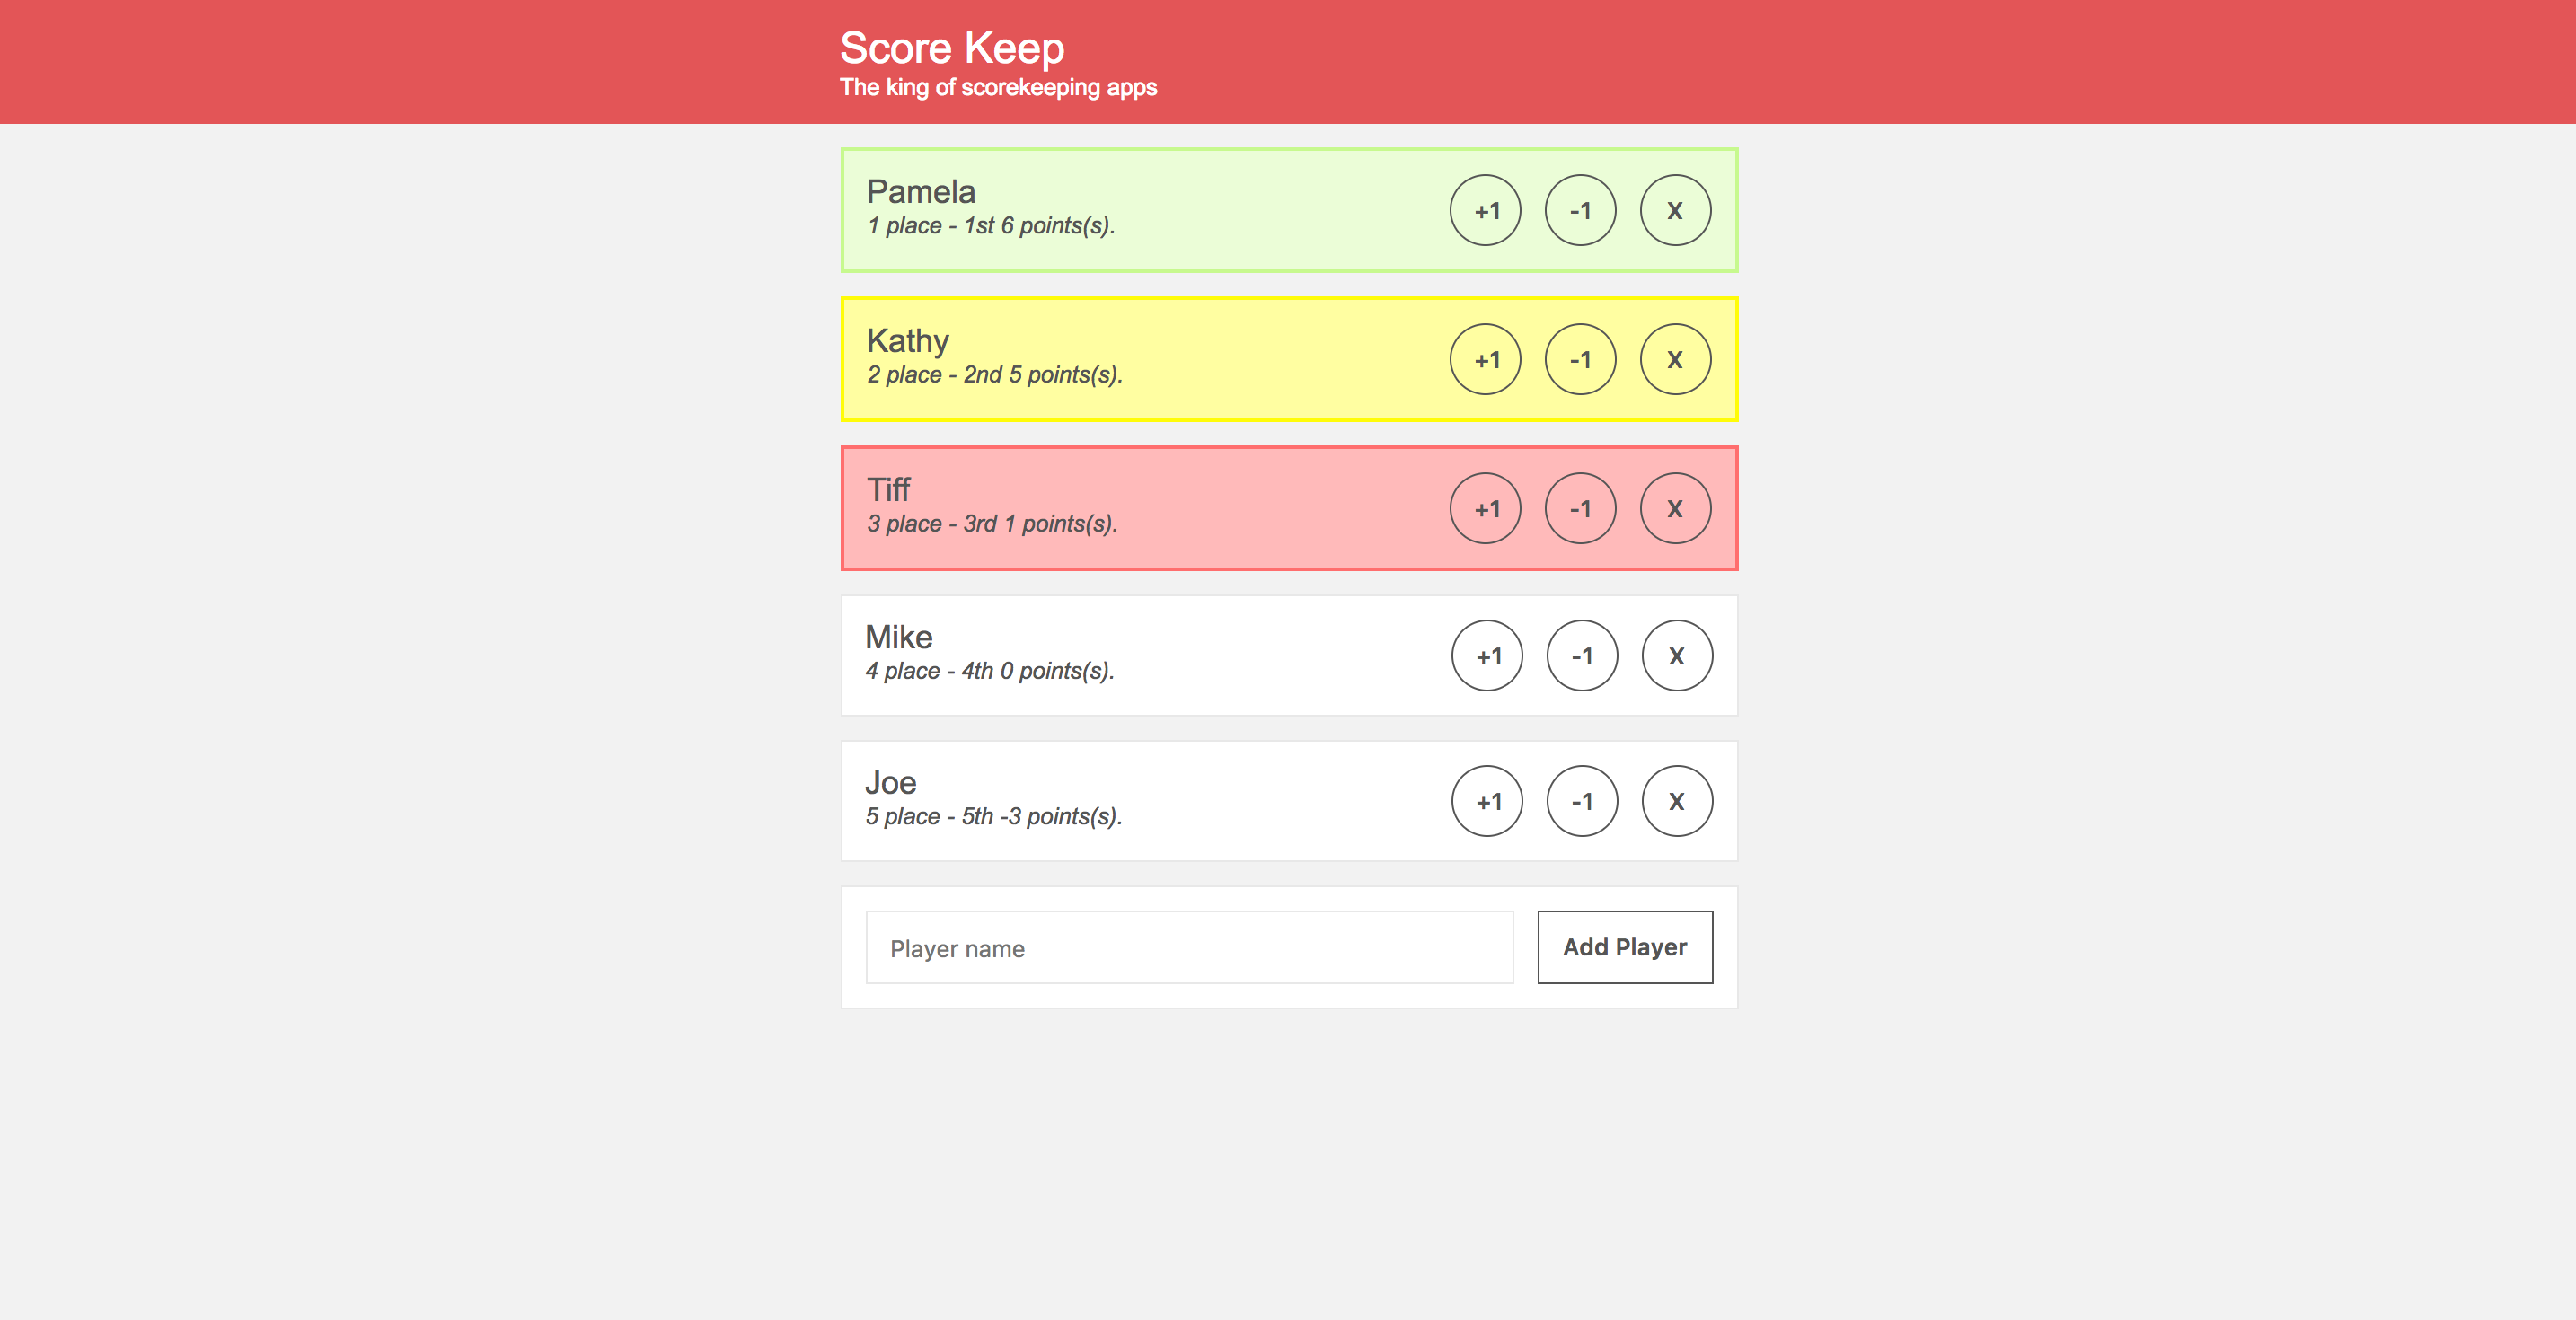 Score Keep
The king of scorekeeping apps
Pamela
1 place - 1st 6 points(s).
+1 -1 X
Kathy
2 place - 2nd 5 points(s).
+1 -1 X
Tiff
3 place - 3rd 1 points(s).
+1 -1 X
Mike
4 place - 4th 0 points(s).
+1 -1 X
Joe
5 place - 5th -3 points(s).
+1 -1 X
Player name Add Player